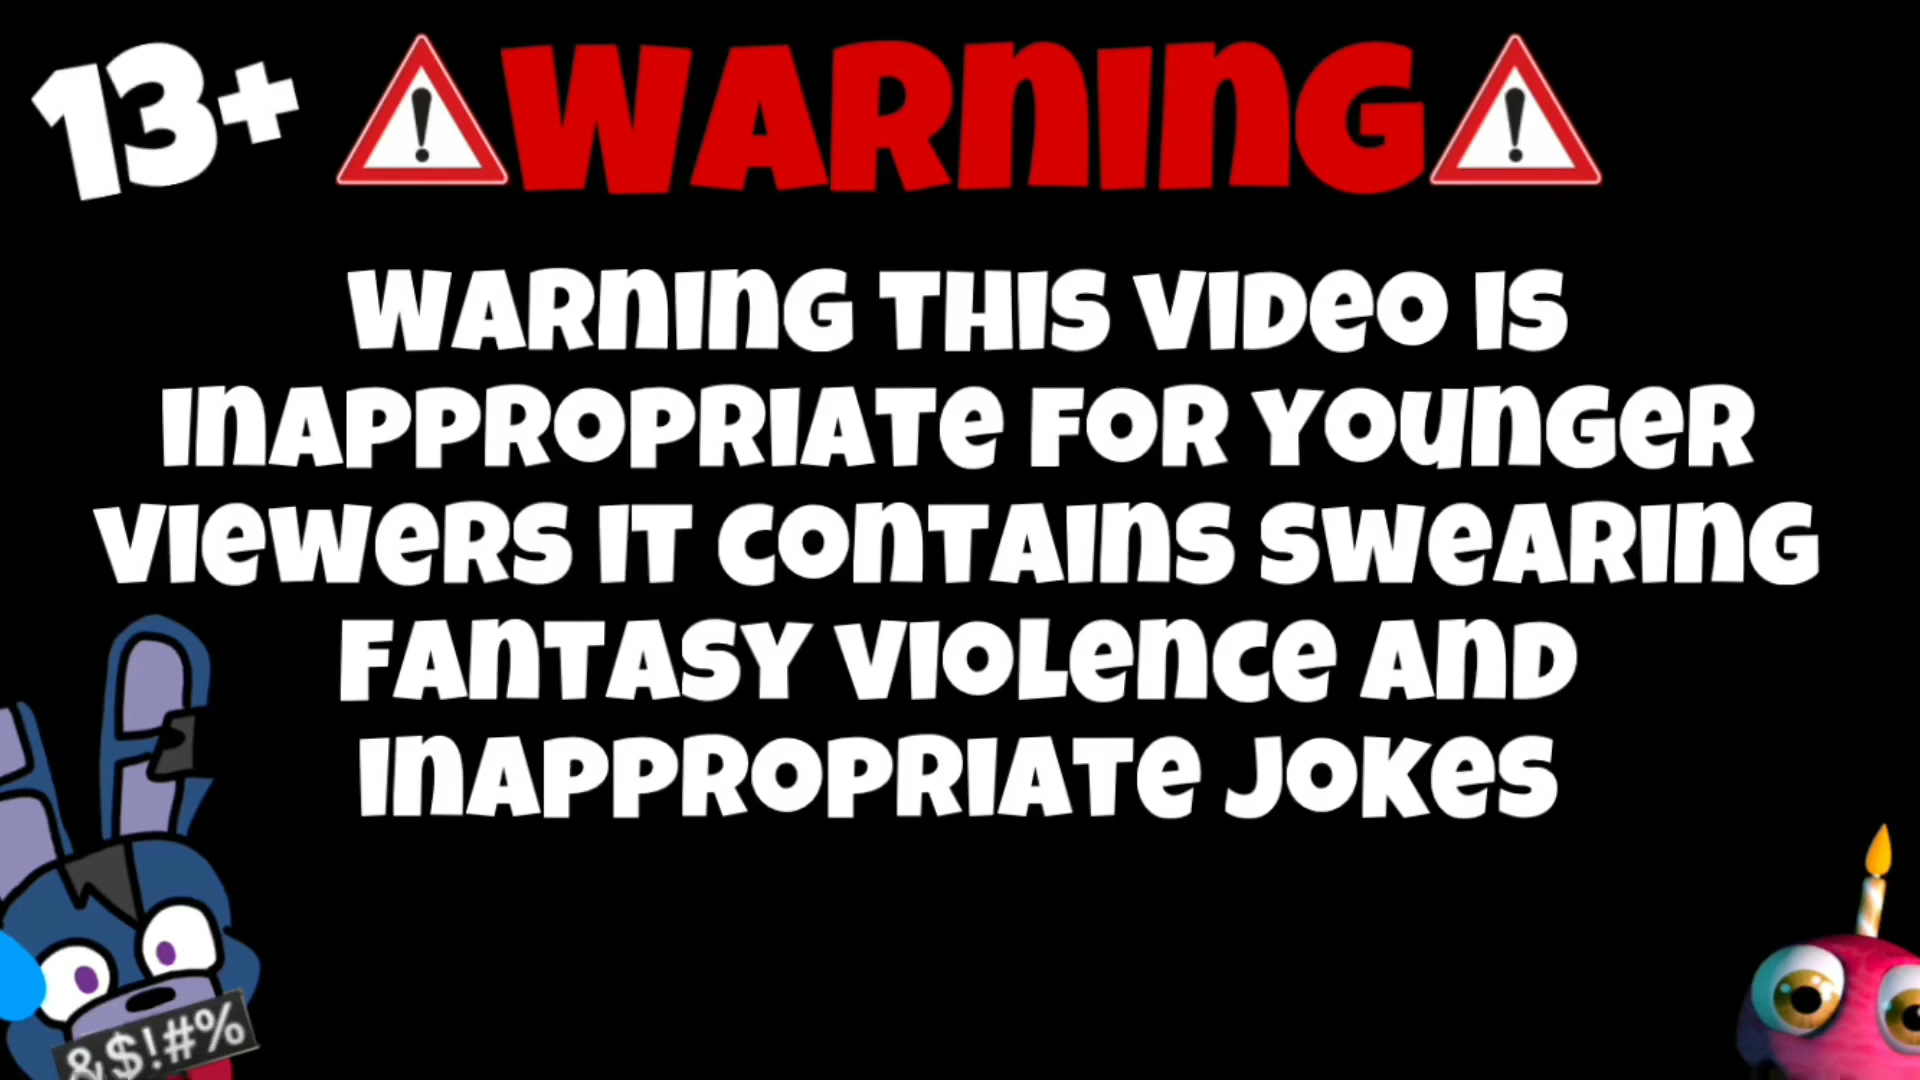 13+ WARNING
WARNING THIS VIDEO IS
INAPPROPRIATE FOR YOUNGER
VIEWERS IT CONTAINS SWEARING
FANTASY VIOLENCE AND
INAPPROPRIATE JOKES
&$!#%